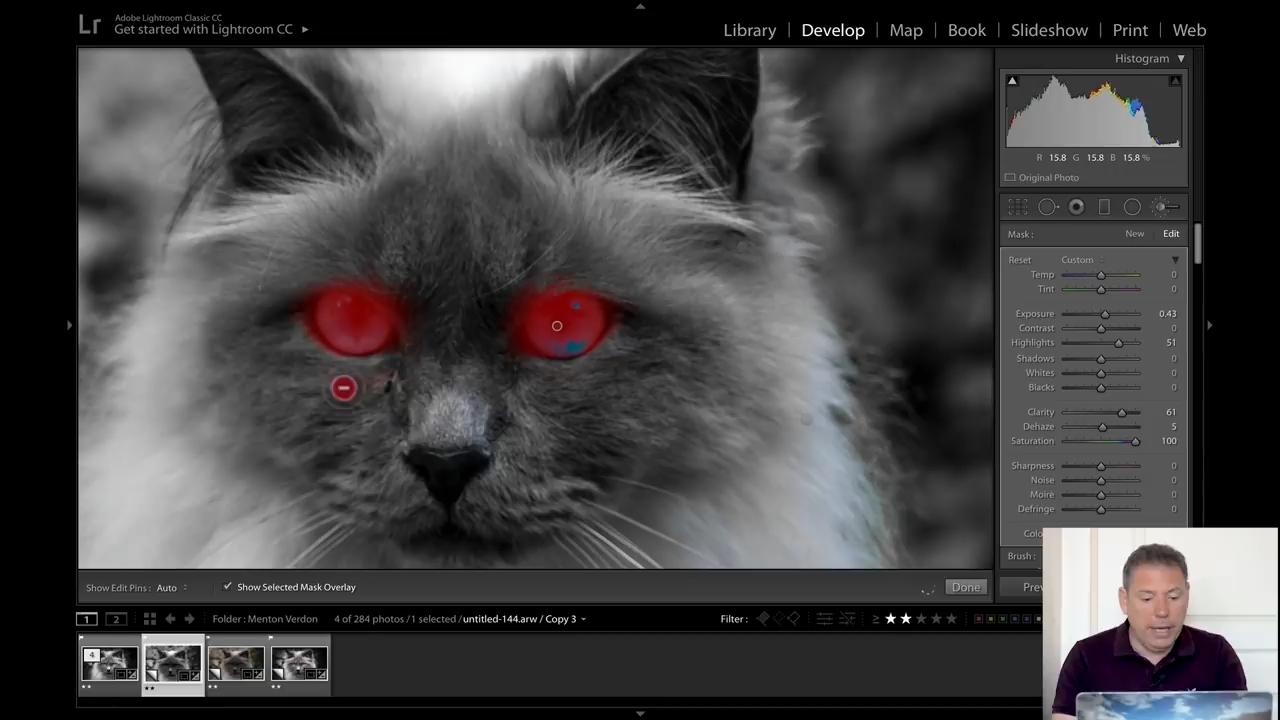 Lr
Adobe Lightroom Classic CC
Get started with Lightroom CC
Library Develop Map Book Slideshow Print Web
Histogram
R 15.8 G 15.8 B 15.8 %
Original Photo
Mask : New Edit
Reset Custom
Temp 0
Tint 0
Exposure 0.43
Contrast 0
Highlights 51
Shadows 0
Whites 0
Blacks 0
Clarity 61
Dehaze 5
Saturation 100
Sharpness 0
Noise 0
Moire 0
Defringe 0
Colo
Brush :
Show Edit Pins : Auto Show Selected Mask Overlay Done Prev
1 2 Folder : Menton Verdon 4 of 284 photos / 1 selected / untitled-144.arw / Copy 3 Filter : ≥ ★★★★★
4